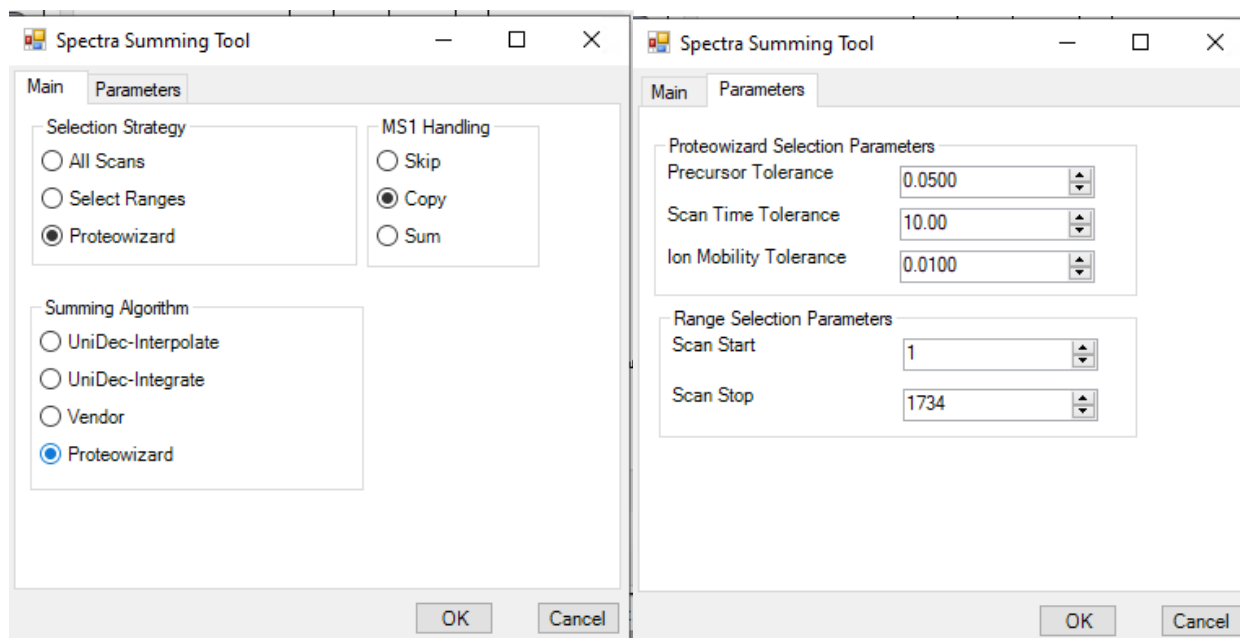 Spectra Summing Tool
Main Parameters
Selection Strategy
All Scans
Select Ranges
Proteowizard
MS1 Handling
Skip
Copy
Sum
Summing Algorithm
UniDec-Interpolate
UniDec-Integrate
Vendor
Proteowizard
OK Cancel
Spectra Summing Tool
Main Parameters
Proteowizard Selection Parameters
Precursor Tolerance 0.0500
Scan Time Tolerance 10.00
Ion Mobility Tolerance 0.0100
Range Selection Parameters
Scan Start 1
Scan Stop 1734
OK Cancel